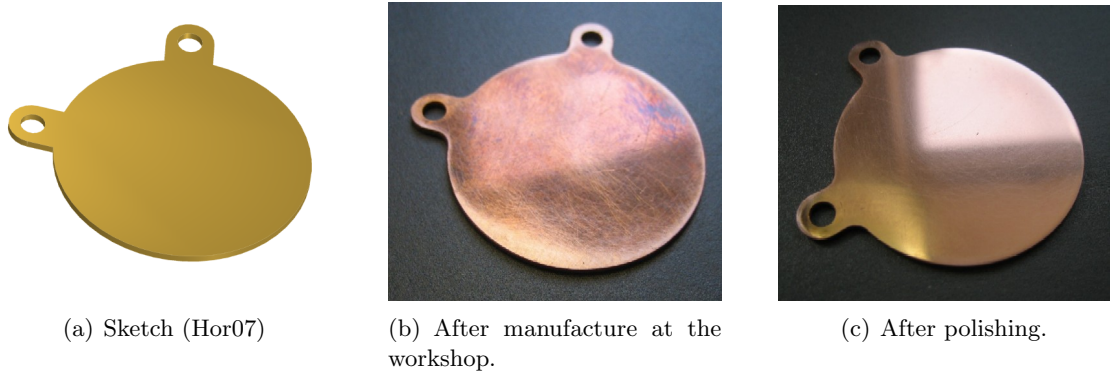 (a) Sketch (Hor07)
(b) After manufacture at the
workshop.
(c) After polishing.